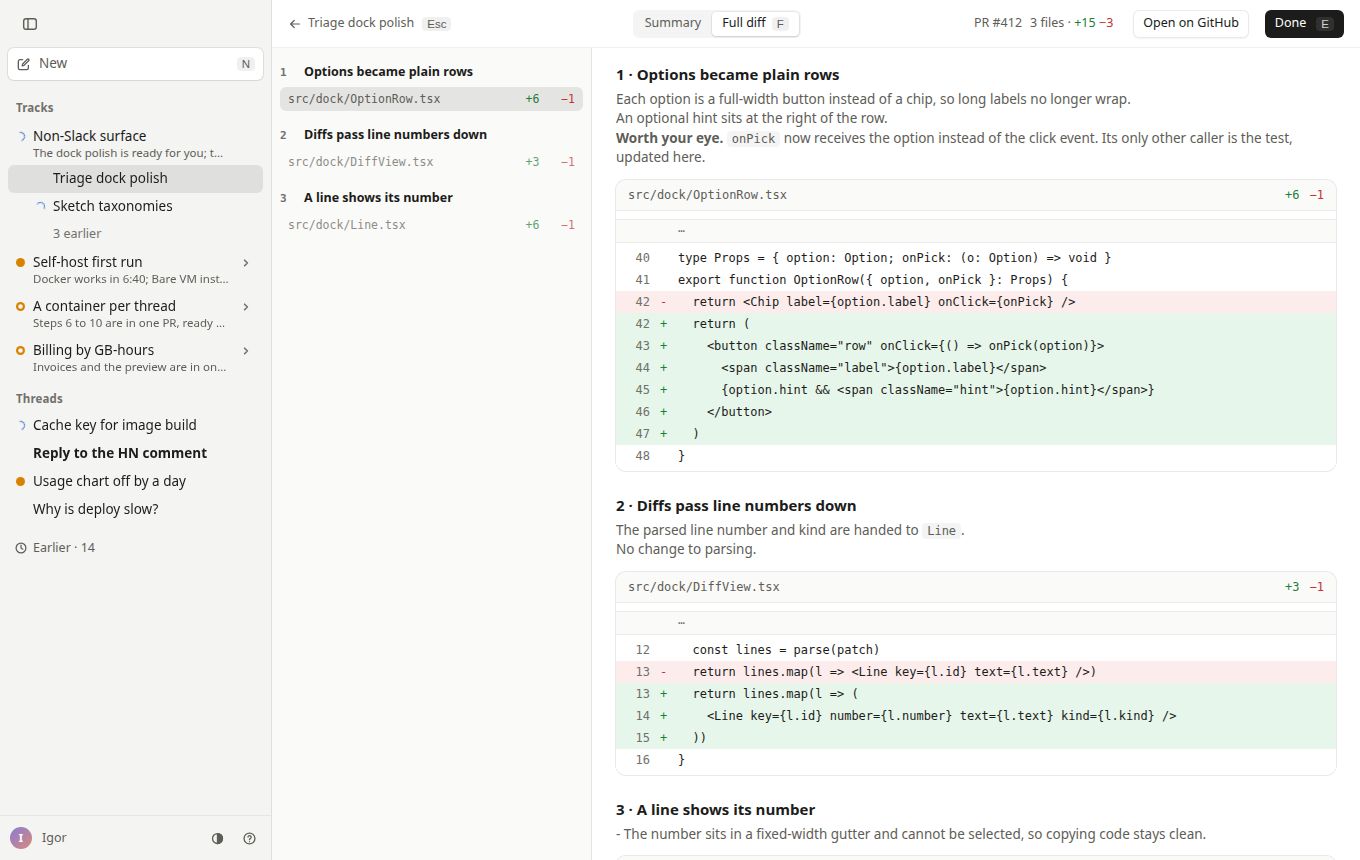 Triage dock polish Esc
Summary Full diff F
PR #412 3 files · +15 −3
Open on GitHub
Done E
New N
Tracks
Non-Slack surface
The dock polish is ready for you; t…
Triage dock polish
Sketch taxonomies
3 earlier
Self-host first run
Docker works in 6:40; Bare VM inst…
A container per thread
Steps 6 to 10 are in one PR, ready …
Billing by GB-hours
Invoices and the preview are in on…
Threads
Cache key for image build
Reply to the HN comment
Usage chart off by a day
Why is deploy slow?
Earlier · 14
I Igor
1 Options became plain rows
src/dock/OptionRow.tsx +6 −1
2 Diffs pass line numbers down
src/dock/DiffView.tsx +3 −1
3 A line shows its number
src/dock/Line.tsx +6 −1
1 · Options became plain rows
Each option is a full-width button instead of a chip, so long labels no longer wrap.
An optional hint sits at the right of the row.
Worth your eye. onPick now receives the option instead of the click event. Its only other caller is the test,
updated here.
src/dock/OptionRow.tsx +6 −1
…
40 type Props = { option: Option; onPick: (o: Option) => void }
41 export function OptionRow({ option, onPick }: Props) {
42 - return <Chip label={option.label} onClick={onPick} />
42 + return (
43 + <button className="row" onClick={() => onPick(option)}>
44 + <span className="label">{option.label}</span>
45 + {option.hint && <span className="hint">{option.hint}</span>}
46 + </button>
47 + )
48 }
2 · Diffs pass line numbers down
The parsed line number and kind are handed to Line.
No change to parsing.
src/dock/DiffView.tsx +3 −1
…
12 const lines = parse(patch)
13 - return lines.map(l => <Line key={l.id} text={l.text} />)
13 + return lines.map(l => (
14 + <Line key={l.id} number={l.number} text={l.text} kind={l.kind} />
15 + ))
16 }
3 · A line shows its number
- The number sits in a fixed-width gutter and cannot be selected, so copying code stays clean.